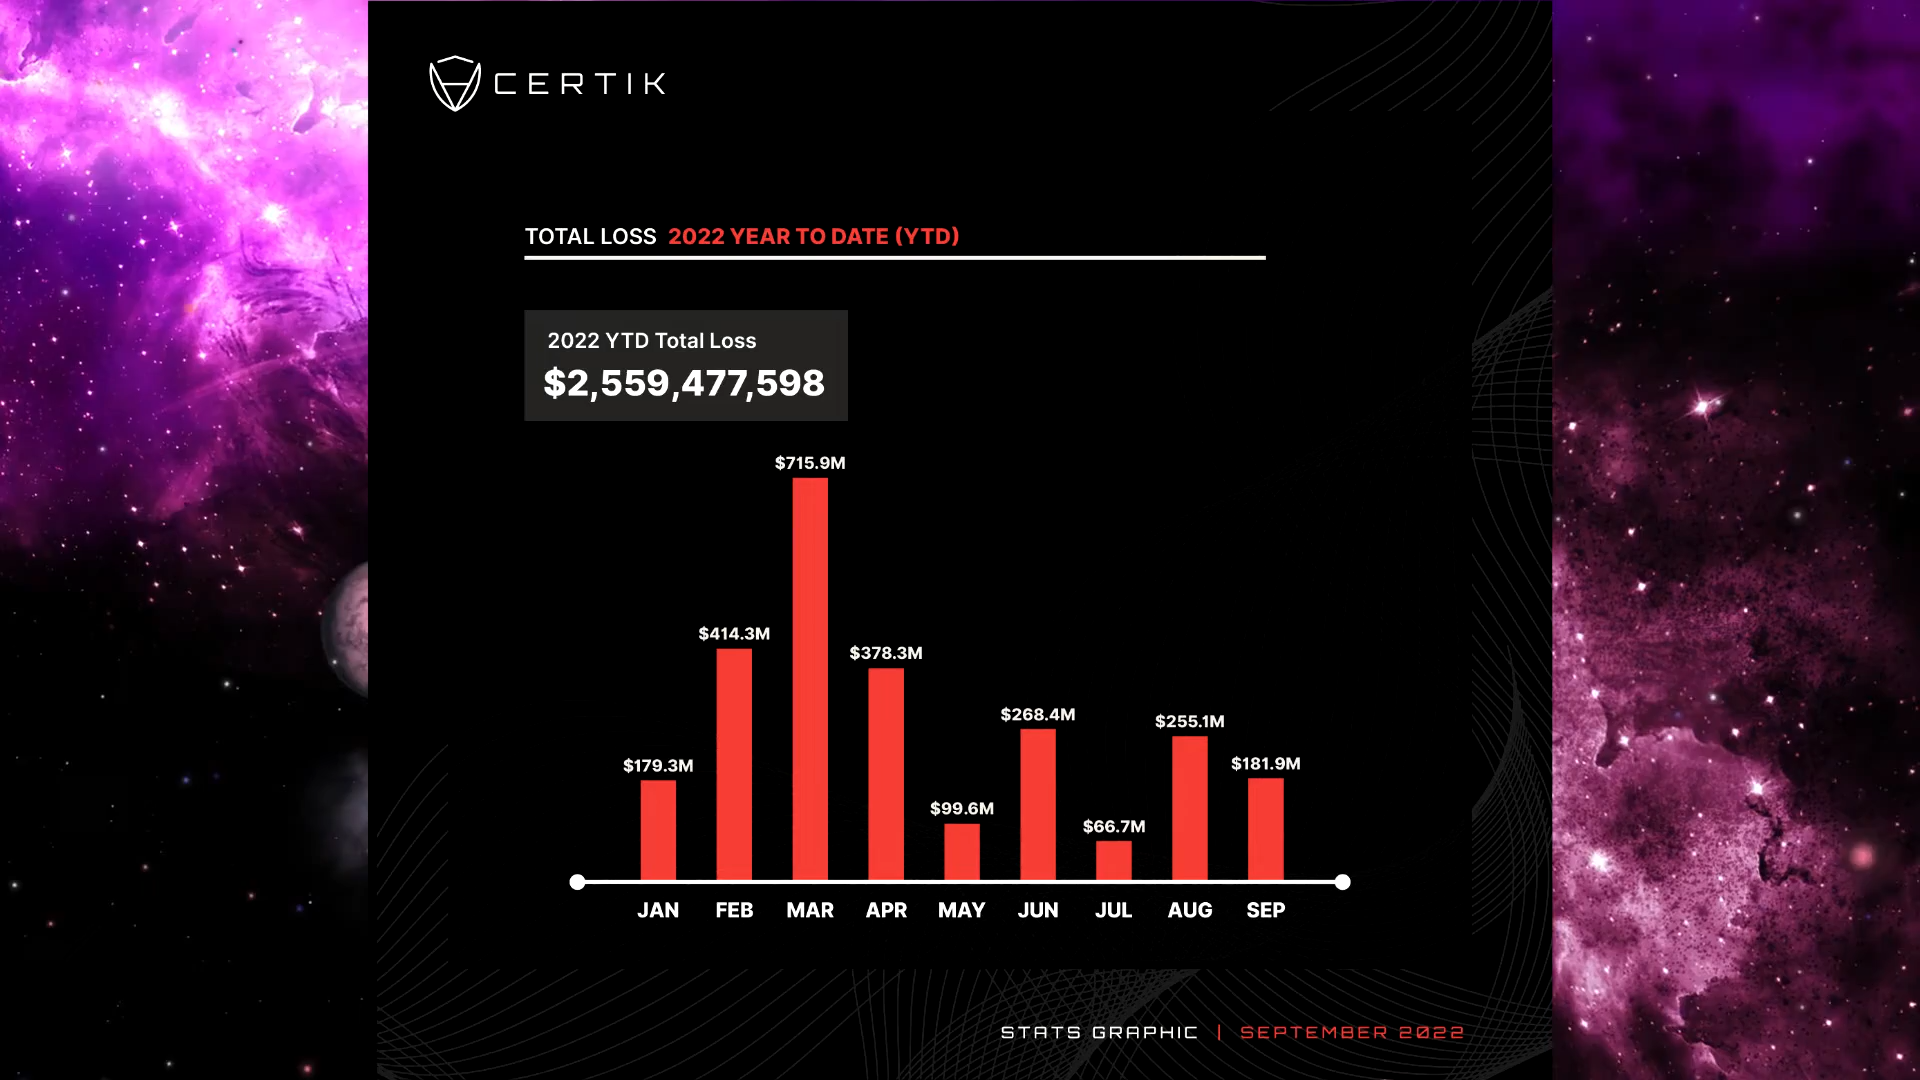 CERTIK
TOTAL LOSS 2022 YEAR TO DATE (YTD)
2022 YTD Total Loss
$2,559,477,598
$715.9M
$414.3M
$378.3M
$268.4M
$255.1M
$179.3M
$181.9M
$99.6M
$66.7M
JAN FEB MAR APR MAY JUN JUL AUG SEP
STATS GRAPHIC | SEPTEMBER 2022